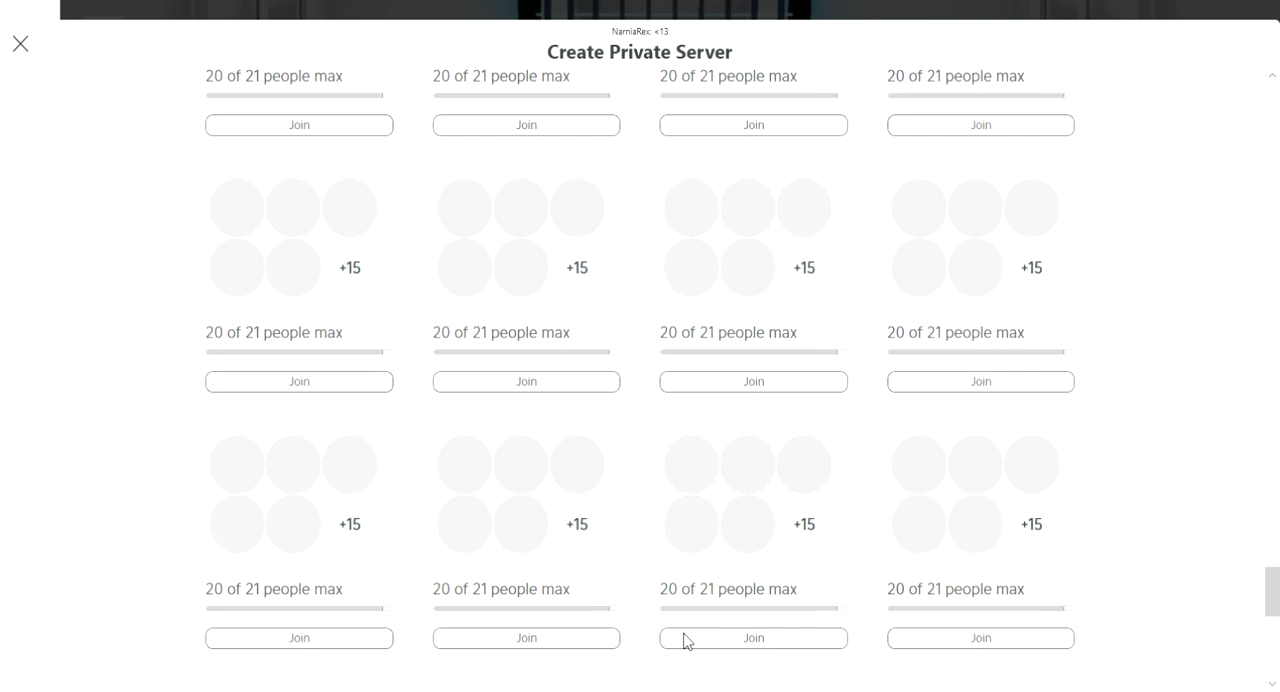 NarniaRex: <13
Create Private Server
20 of 21 people max 20 of 21 people max 20 of 21 people max 20 of 21 people max
Join Join Join Join
+15 +15 +15 +15
20 of 21 people max 20 of 21 people max 20 of 21 people max 20 of 21 people max
Join Join Join Join
+15 +15 +15 +15
20 of 21 people max 20 of 21 people max 20 of 21 people max 20 of 21 people max
Join Join Join Join